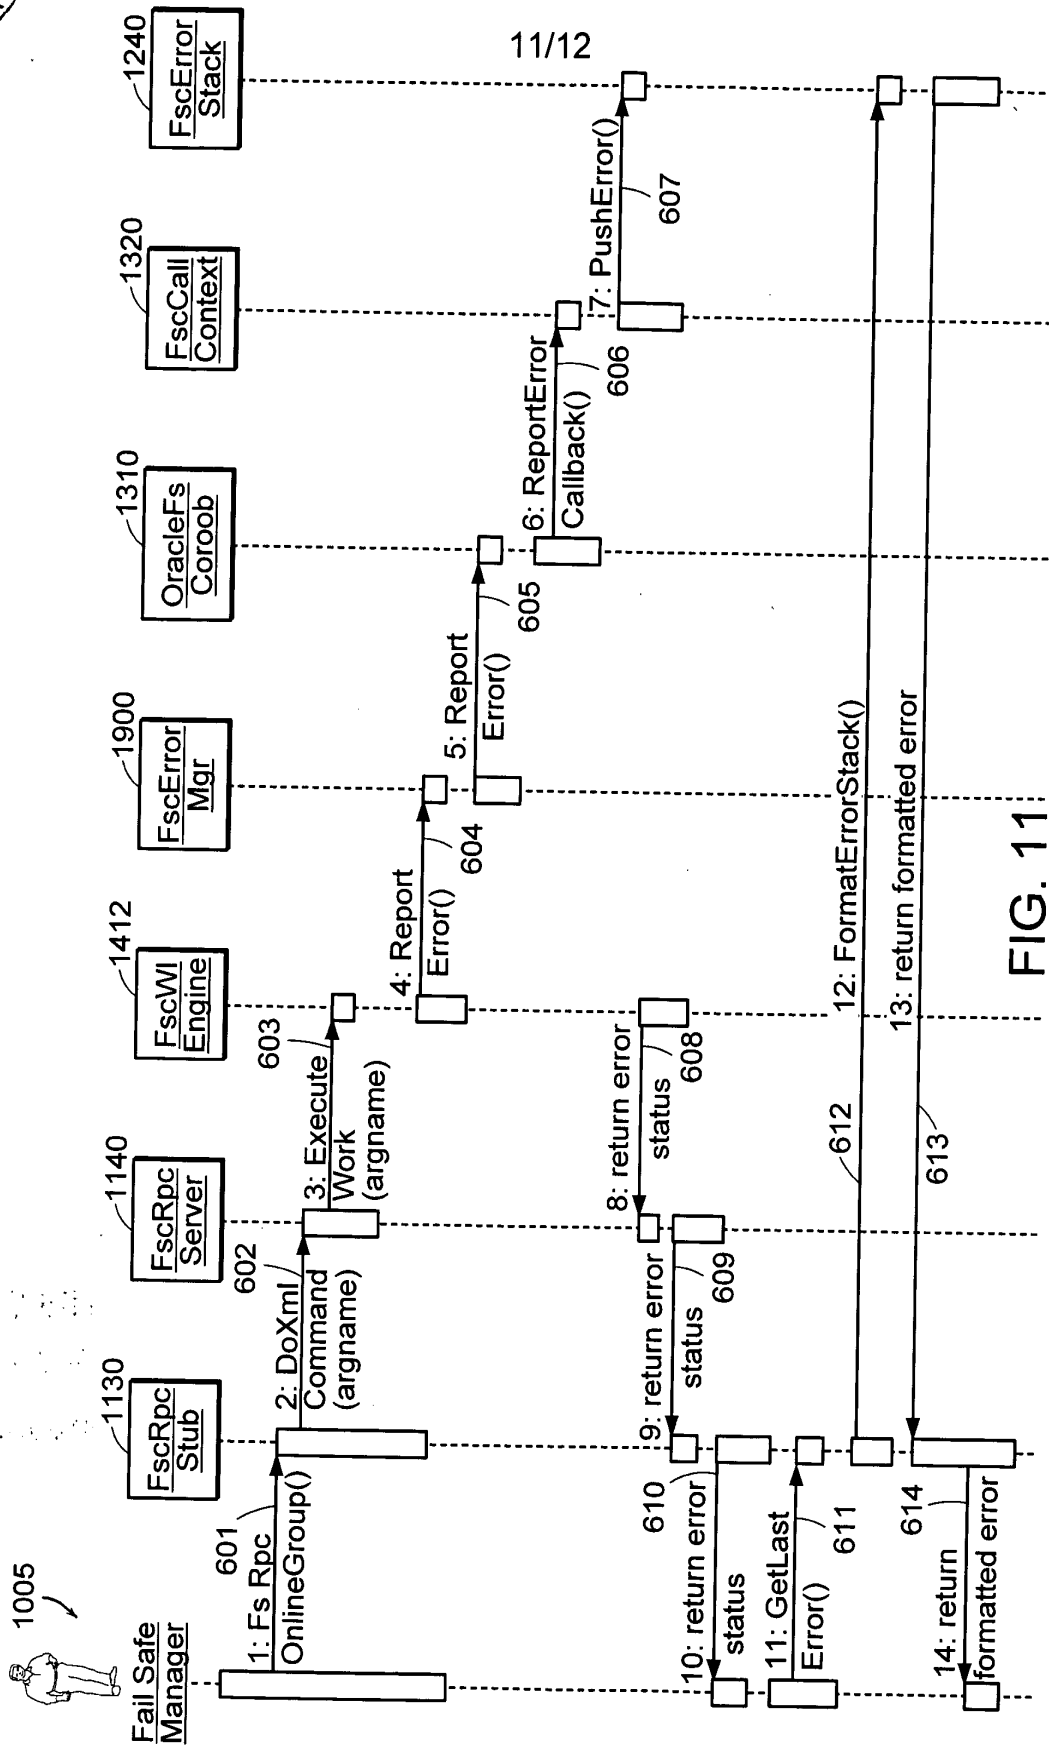 11/12
1005
Fail Safe
Manager
1130
FscRpc
Stub
1140
FscRpc
Server
1412
FscWI
Engine
1900
FscError
Mgr
1310
OracleFs
Coroob
1320
FscCall
Context
1240
FscError
Stack
601
1: Fs Rpc
OnlineGroup()
602
2: DoXml
Command
(argname)
603
3: Execute
Work
(argname)
4: Report
Error()
604
5: Report
Error()
605
6: ReportError
Callback()
606
7: PushError()
607
8: return error
status
608
9: return error
status
609
610
10: return error
status
11: GetLast
Error()
611
612
12: FormatErrorStack()
13: return formatted error
613
614
14: return
formatted error
FIG. 11